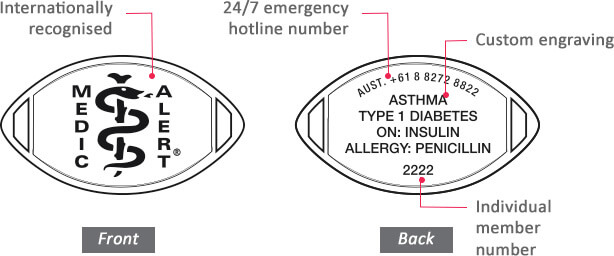 Internationally
recognised
24/7 emergency
hotline number
Custom engraving
MEDIC
ALERT®
AUST. +61 8 8272 8822
ASTHMA
TYPE 1 DIABETES
ON: INSULIN
ALLERGY: PENICILLIN
2222
Individual
member
number
Front
Back